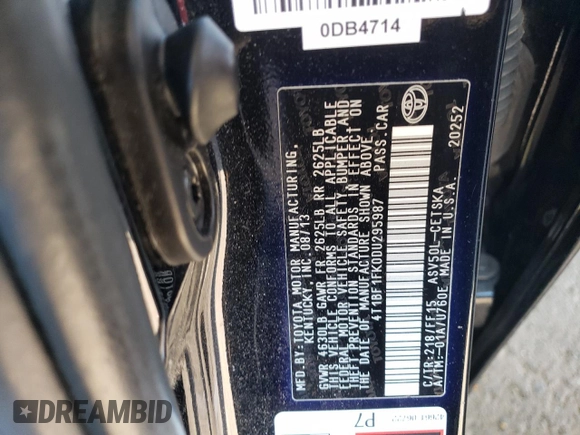 0DB4714
MFD.BY:TOYOTA MOTOR MANUFACTURING,
KENTUCKY, INC. 08/13
GVWR 4630LB GAWR FR 2625LB RR 2625LB
THIS VEHICLE CONFORMS TO ALL APPLICABLE
FEDERAL MOTOR VEHICLE SAFETY, BUMPER, AND
THEFT PREVENTION STANDARDS IN EFFECT ON
THE DATE OF MANUFACTURE SHOWN ABOVE.
4T1BF1FK0DU295987 PASS.CAR
TOYOTA
C/TR:218/FF15 ASV50L-CETSKA
A/TM:-01A/U760E MADE IN U.S.A.
20252
P7
DREAMBID